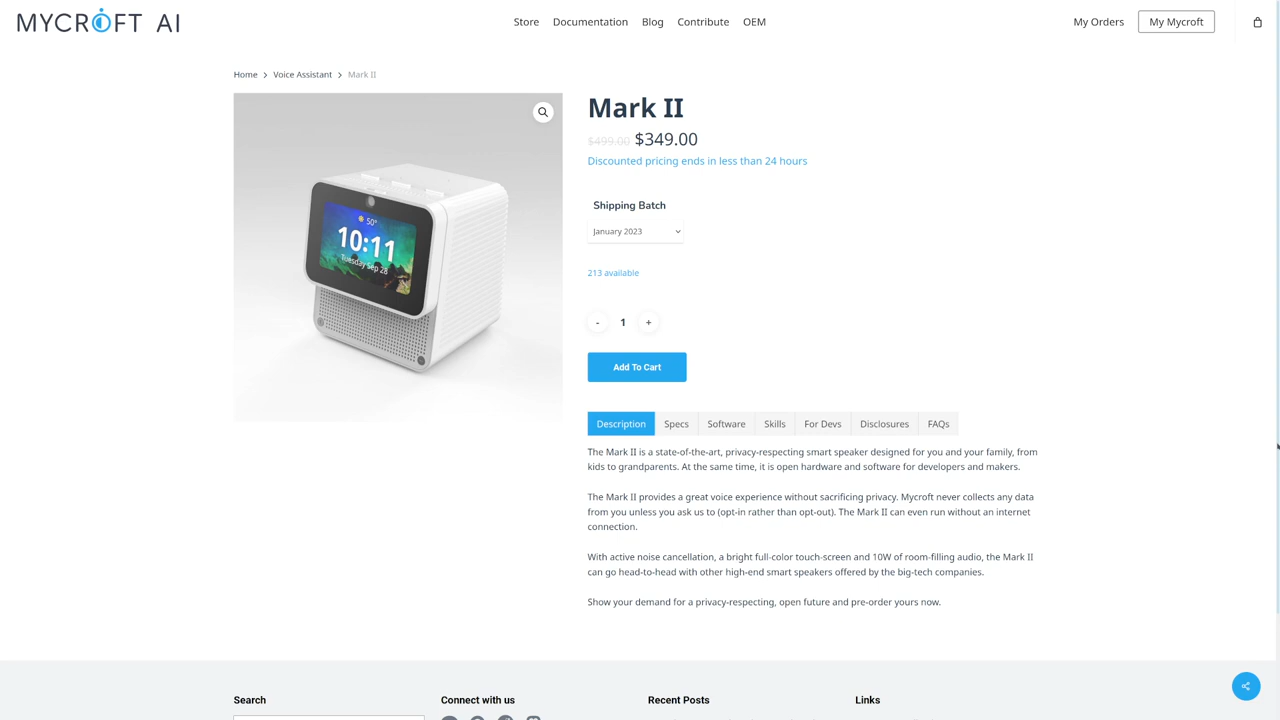 MYCROFT AI
Store Documentation Blog Contribute OEM
My Orders My Mycroft
Home > Voice Assistant > Mark II
50°
10:11
Tuesday Sep 28
Mark II
$499.00 $349.00
Discounted pricing ends in less than 24 hours
Shipping Batch
January 2023
213 available
- 1 +
Add To Cart
Description Specs Software Skills For Devs Disclosures FAQs
The Mark II is a state-of-the-art, privacy-respecting smart speaker designed for you and your family, from
kids to grandparents. At the same time, it is open hardware and software for developers and makers.
The Mark II provides a great voice experience without sacrificing privacy. Mycroft never collects any data
from you unless you ask us to (opt-in rather than opt-out). The Mark II can even run without an internet
connection.
With active noise cancellation, a bright full-color touch-screen and 10W of room-filling audio, the Mark II
can go head-to-head with other high-end smart speakers offered by the big-tech companies.
Show your demand for a privacy-respecting, open future and pre-order yours now.
Search Connect with us Recent Posts Links